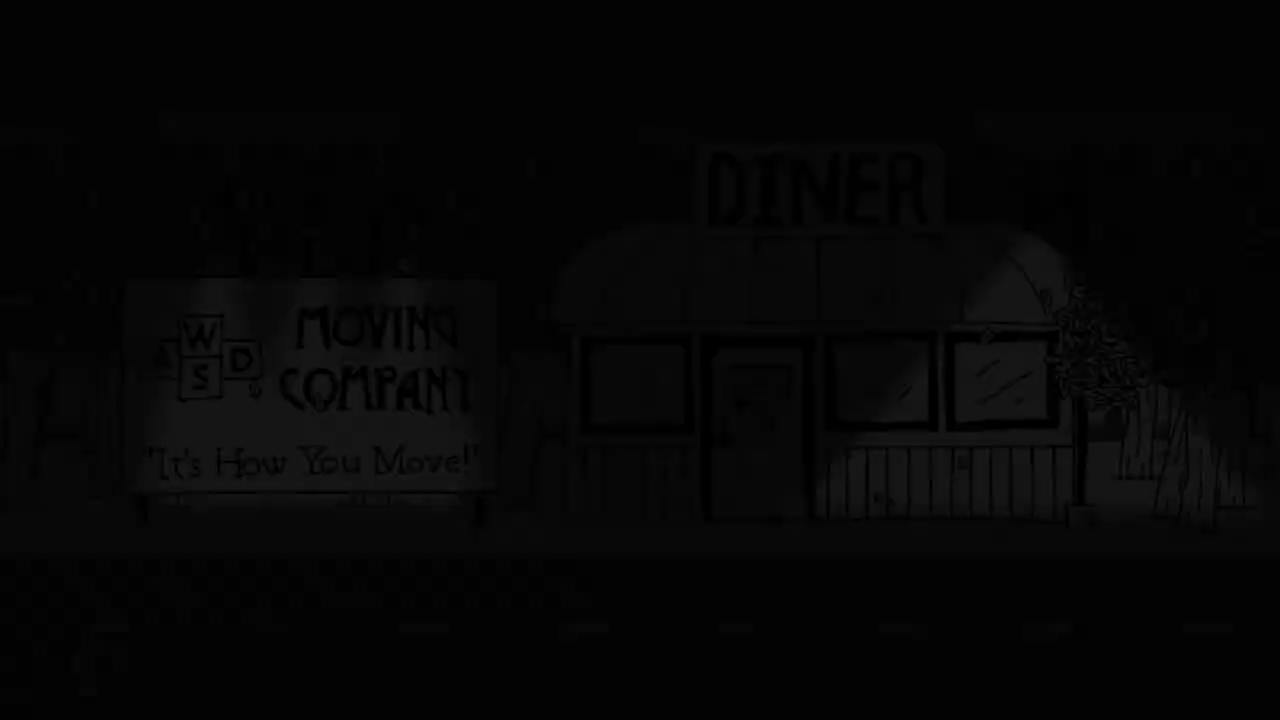 DINER
W
A S D
MOVING
COMPANY
"It's How You Move!"